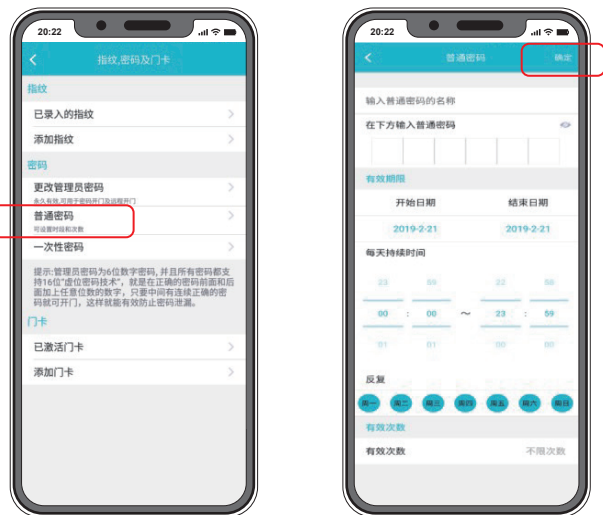 20:22
指纹,密码及门卡
指纹
已录入的指纹
添加指纹
密码
更改管理员密码
永久有效,可用于密码开门及远程开门
普通密码
可设置时段和次数
一次性密码
提示:管理员密码为6位数字密码, 并且所有密码都支
持16位"虚位密码技术", 就是在正确的密码前面和后
面加上任意位数的数字, 只要中间有连续正确的密
码就可开门, 这样就能有效防止密码泄漏。
门卡
已激活门卡
添加门卡
20:22
普通密码 确定
输入普通密码的名称
在下方输入普通密码
有效期限
开始日期 结束日期
2019-2-21 2019-2-21
每天持续时间
23 59 22 58
00 : 00 ～ 23 : 59
01 01 00 00
反复
周一 周二 周三 周四 周五 周六 周日
有效次数
有效次数 不限次数